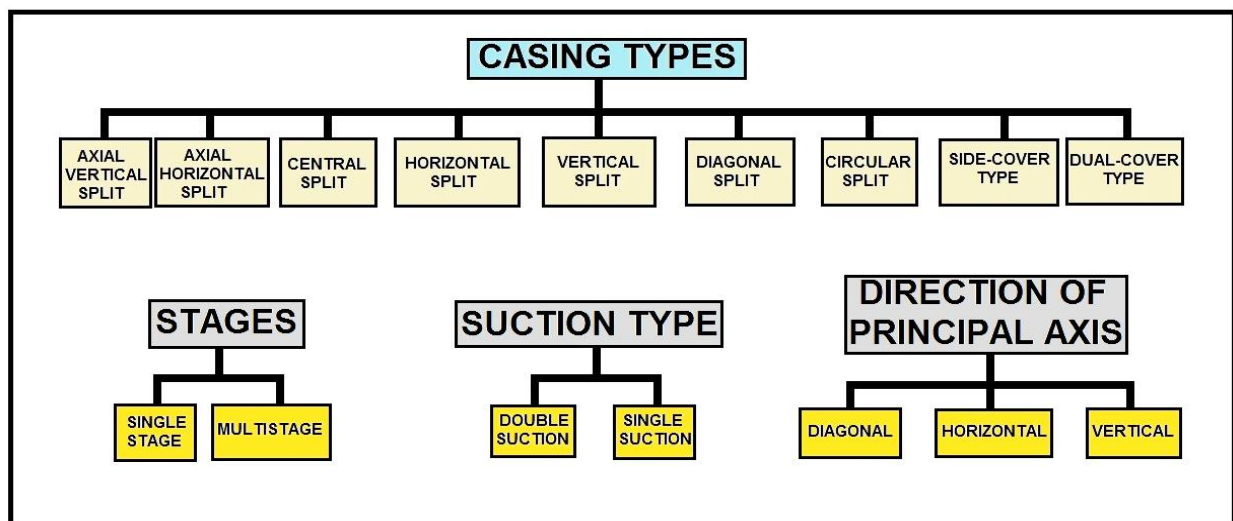 CASING TYPES
AXIAL
VERTICAL
SPLIT
AXIAL
HORIZONTAL
SPLIT
CENTRAL
SPLIT
HORIZONTAL
SPLIT
VERTICAL
SPLIT
DIAGONAL
SPLIT
CIRCULAR
SPLIT
SIDE-COVER
TYPE
DUAL-COVER
TYPE
STAGES
SINGLE
STAGE
MULTISTAGE
SUCTION TYPE
DOUBLE
SUCTION
SINGLE
SUCTION
DIRECTION OF
PRINCIPAL AXIS
DIAGONAL
HORIZONTAL
VERTICAL